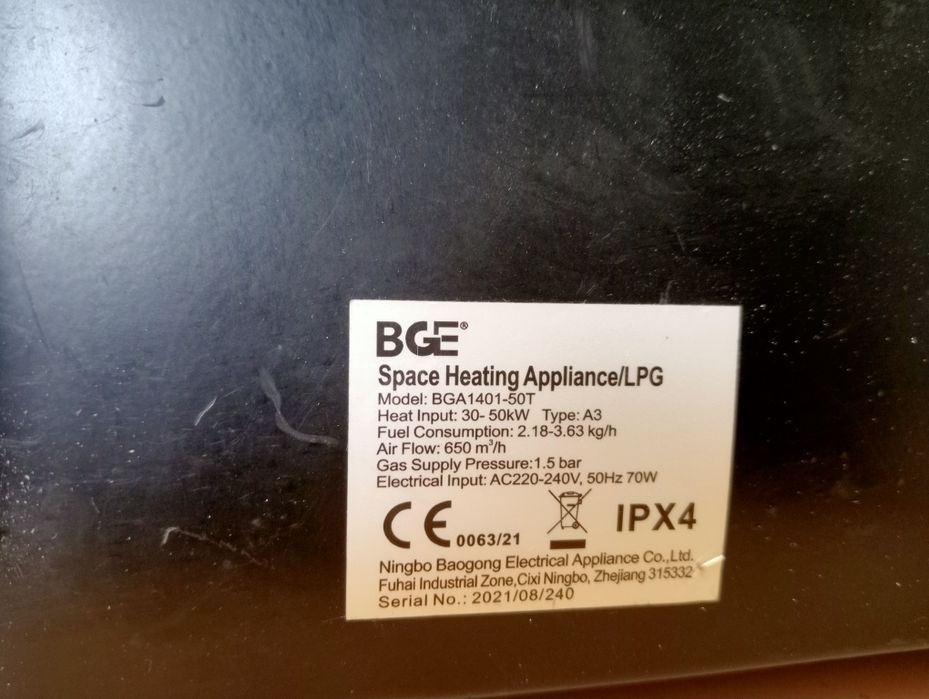 BGE®
Space Heating Appliance/LPG
Model: BGA1401-50T
Heat Input: 30- 50kW Type: A3
Fuel Consumption: 2.18-3.63 kg/h
Air Flow: 650 m³/h
Gas Supply Pressure:1.5 bar
Electrical Input: AC220-240V, 50Hz 70W
CE 0063/21 IPX4
Ningbo Baogong Electrical Appliance Co.,Ltd.
Fuhai Industrial Zone,Cixi Ningbo, Zhejiang 315332
Serial No.: 2021/08/240